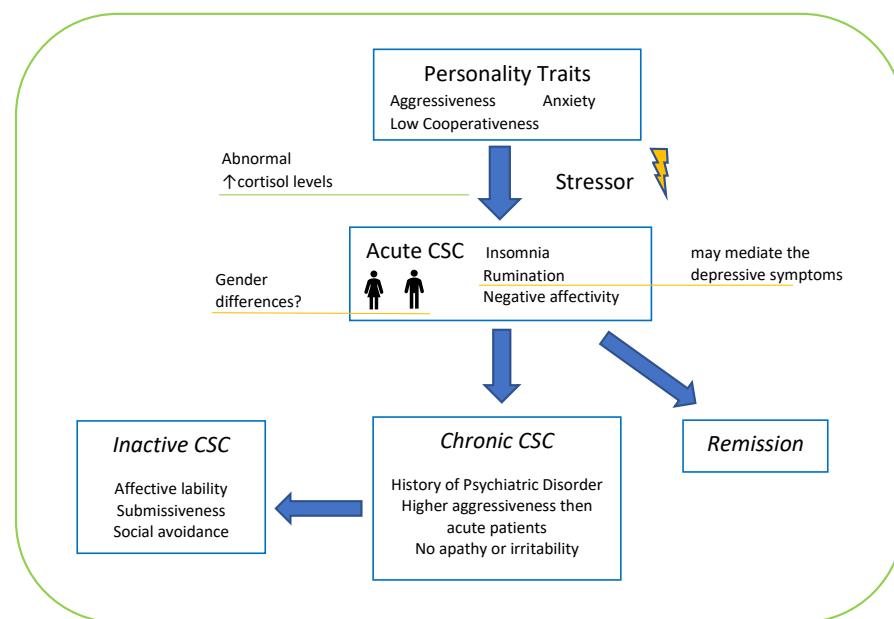 Personality Traits
Aggressiveness Anxiety
Low Cooperativeness
Abnormal
↑cortisol levels
Stressor
Acute CSC
Insomnia
Rumination
Negative affectivity
may mediate the
depressive symptoms
Gender
differences?
Inactive CSC
Affective lability
Submissiveness
Social avoidance
Chronic CSC
History of Psychiatric Disorder
Higher aggressiveness then
acute patients
No apathy or irritability
Remission